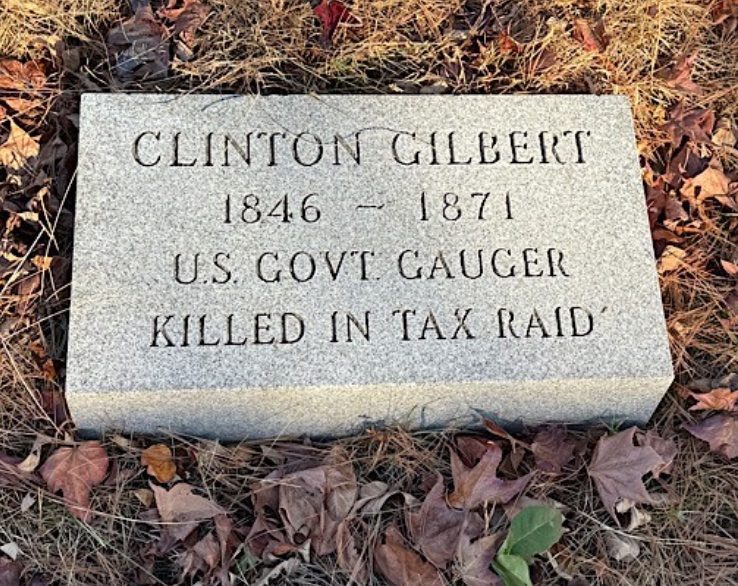 CLINTON GILBERT
1846 - 1871
U.S. GOVT. GAUGER
KILLED IN TAX RAID